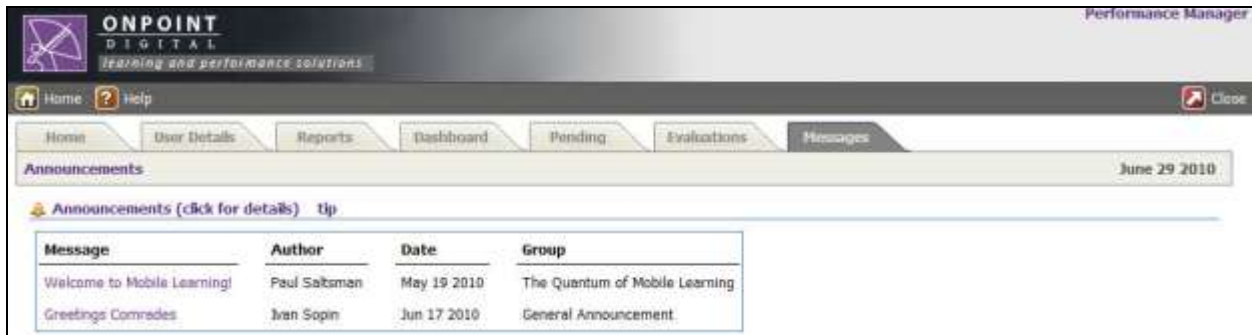 Performance Manager
ONPOINT
DIGITAL
learning and performance solutions
Home Help Close
Home User Details Reports Dashboard Pending Evaluations Messages
Announcements June 29 2010
Announcements (click for details) tip
Message Author Date Group
Welcome to Mobile Learning! Paul Saltsman May 19 2010 The Quantum of Mobile Learning
Greetings Comrades Ivan Sopin Jun 17 2010 General Announcement